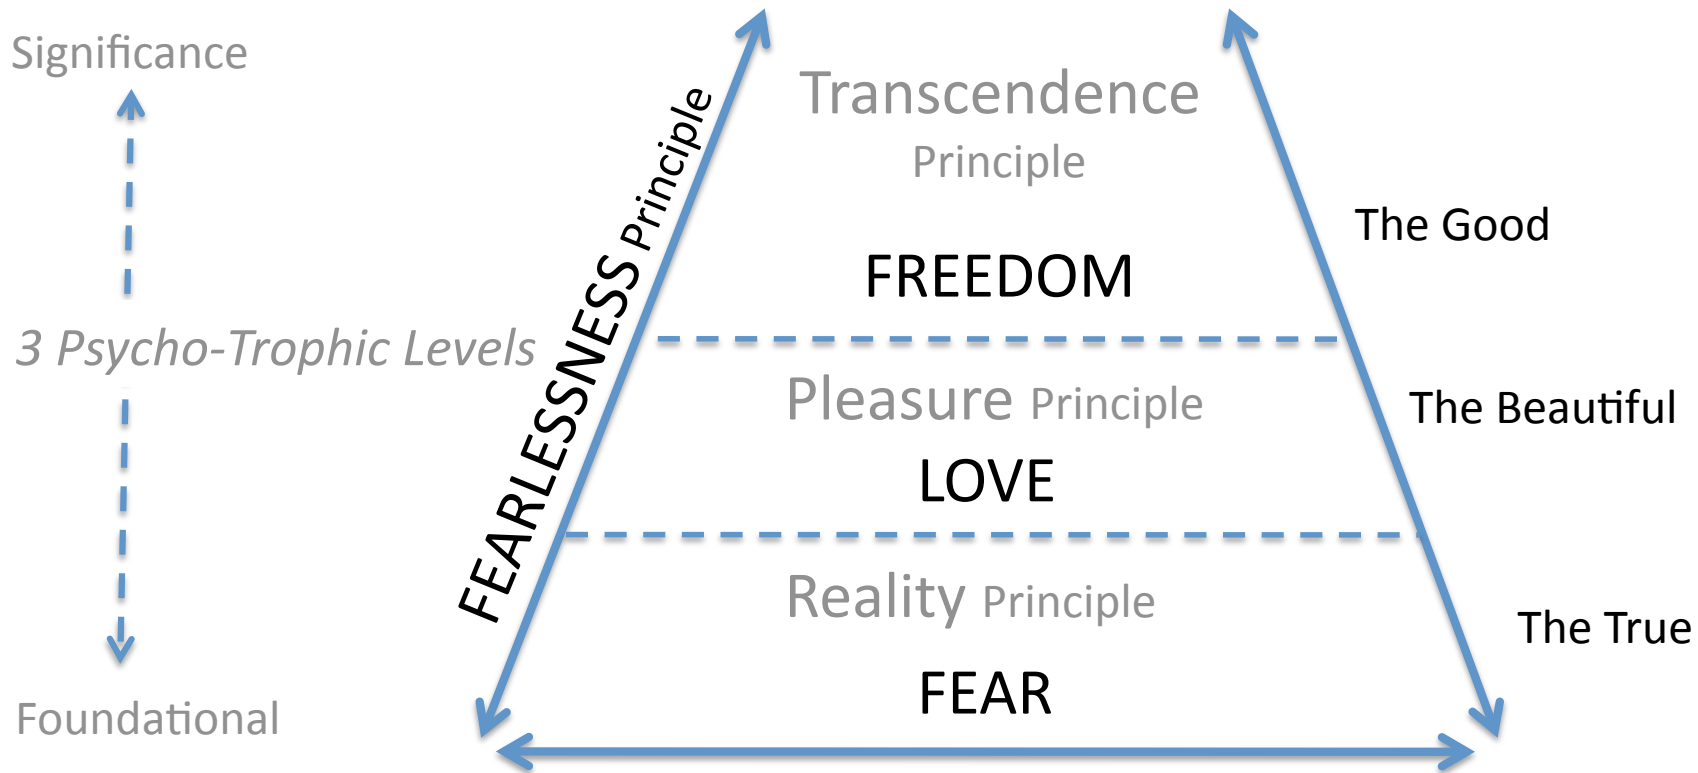 Significance
3 Psycho-Trophic Levels
Foundational
FEARLESSNESS Principle
Transcendence
Principle
FREEDOM
The Good
Pleasure Principle
LOVE
The Beautiful
Reality Principle
FEAR
The True